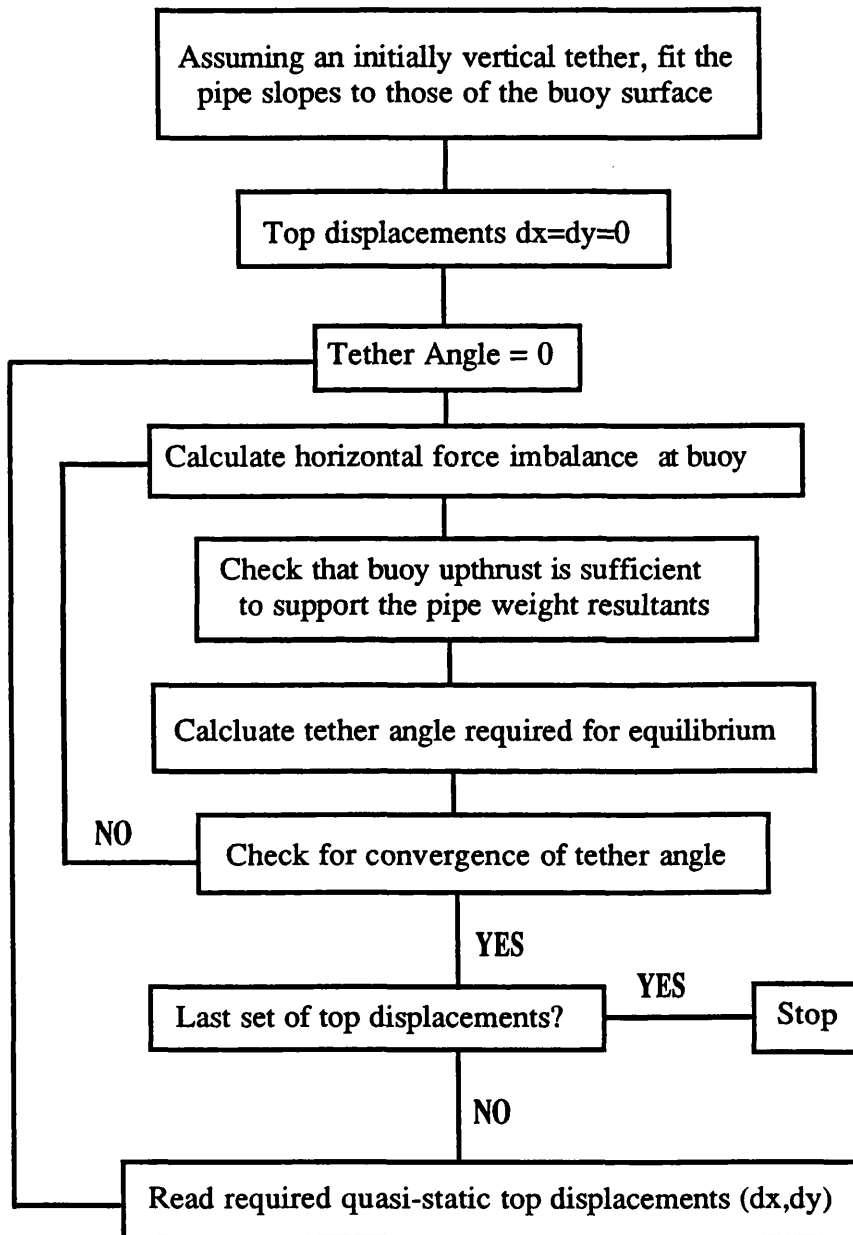 Assuming an initially vertical tether, fit the
pipe slopes to those of the buoy surface
Top displacements dx=dy=0
Tether Angle = 0
Calculate horizontal force imbalance at buoy
Check that buoy upthrust is sufficient
to support the pipe weight resultants
Calcluate tether angle required for equilibrium
NO
Check for convergence of tether angle
YES
YES
Last set of top displacements?
Stop
NO
Read required quasi-static top displacements (dx,dy)